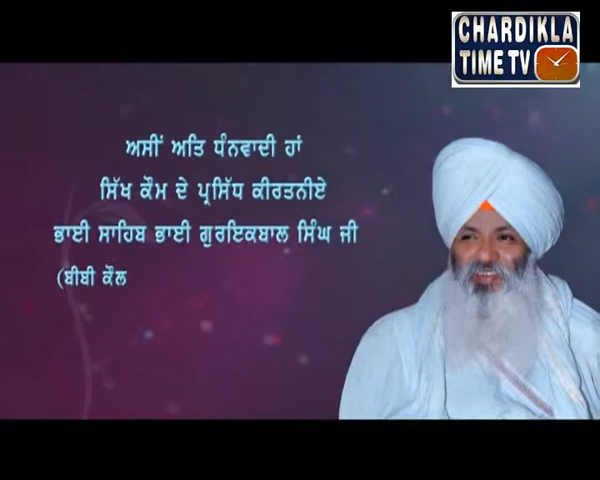 CHARDIKLA
TIME TV
ਅਸੀਂ ਅਤਿ ਧੰਨਵਾਦੀ ਹਾਂ
ਸਿੱਖ ਕੌਮ ਦੇ ਪ੍ਰਸਿੱਧ ਕੀਰਤਨੀਏ
ਭਾਈ ਸਾਹਿਬ ਭਾਈ ਗੁਰਇਕਬਾਲ ਸਿੰਘ ਜੀ
(ਬੀਬੀ ਕੌਲ